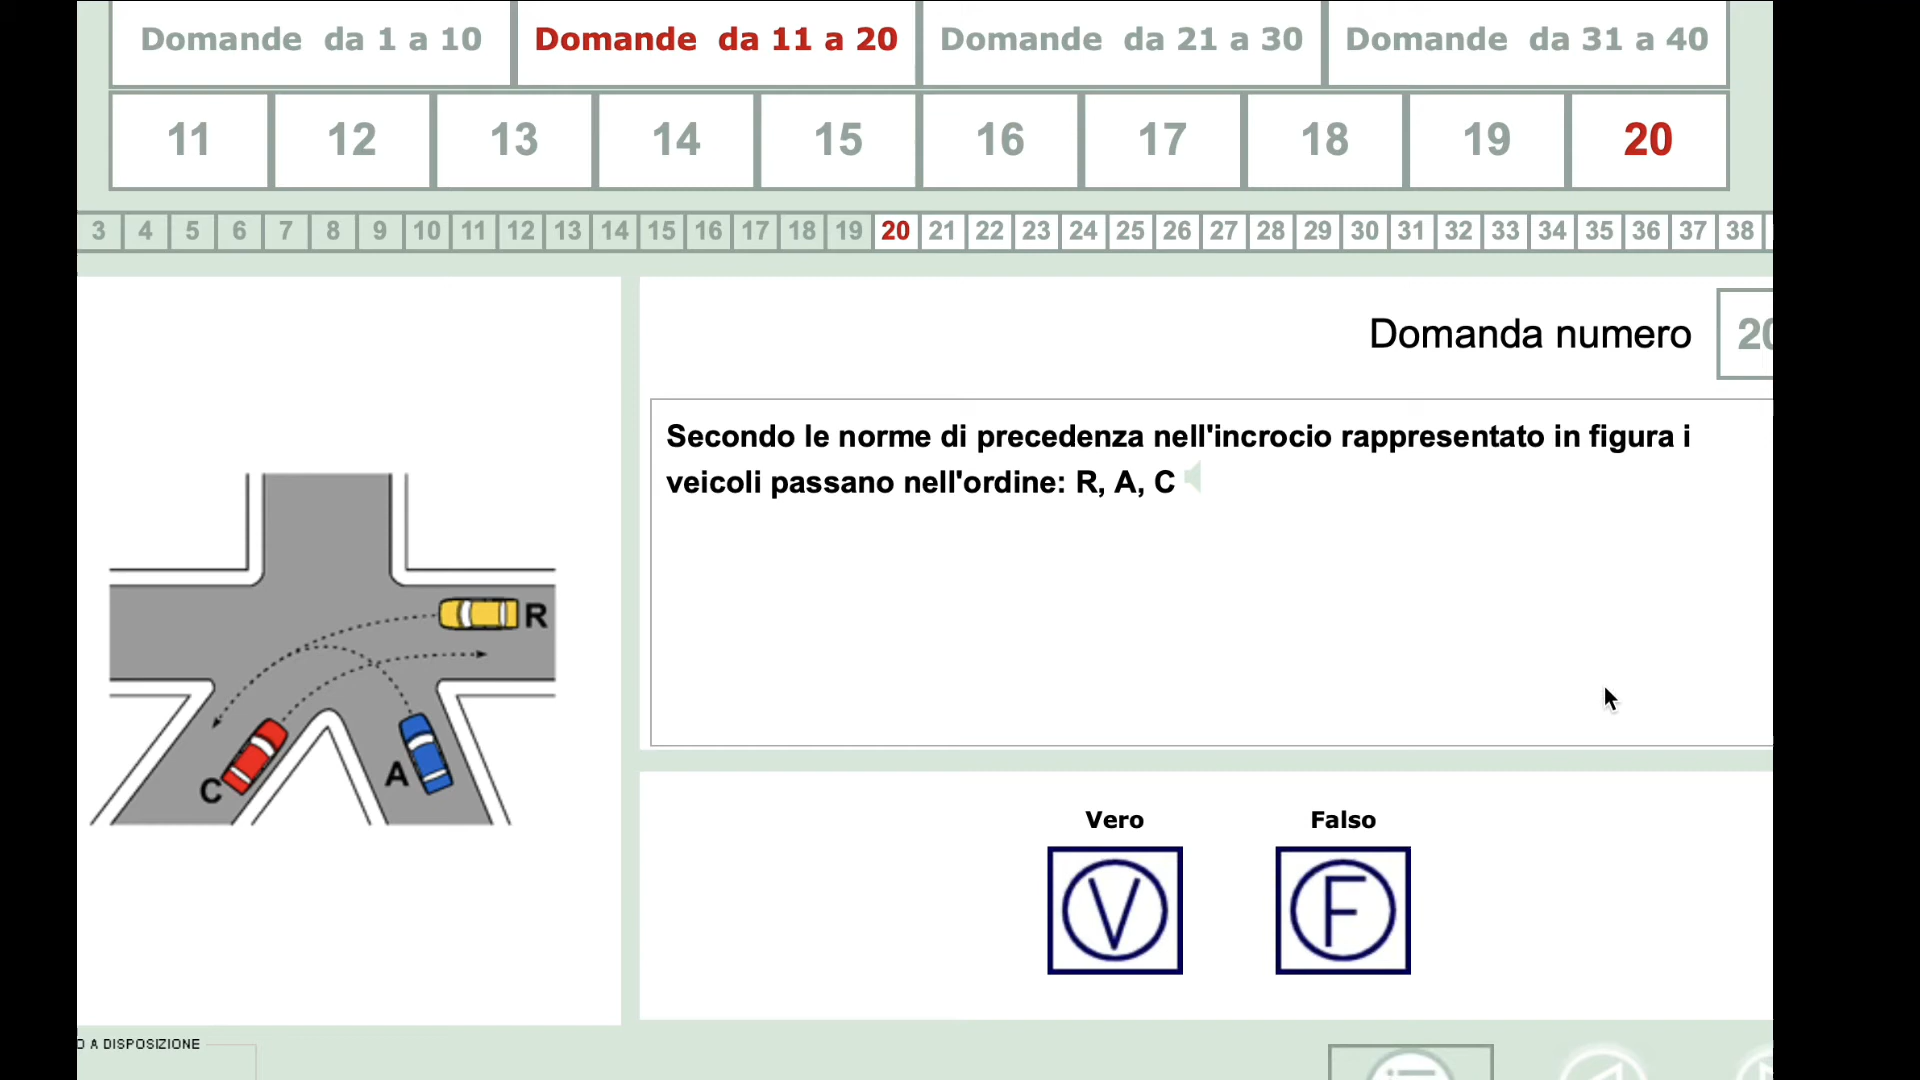 Domande da 1 a 10 Domande da 11 a 20 Domande da 21 a 30 Domande da 31 a 40
11 12 13 14 15 16 17 18 19 20
3 4 5 6 7 8 9 10 11 12 13 14 15 16 17 18 19 20 21 22 23 24 25 26 27 28 29 30 31 32 33 34 35 36 37 38
Domanda numero 20
Secondo le norme di precedenza nell'incrocio rappresentato in figura i
veicoli passano nell'ordine: R, A, C
R
A
C
Vero Falso
V F
O A DISPOSIZIONE